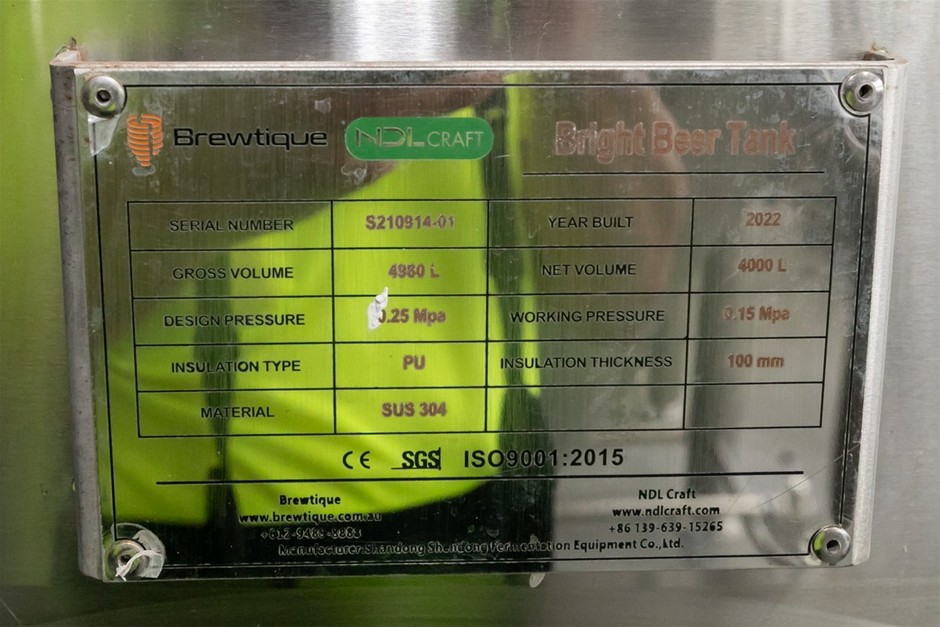 Brewtique NDL CRAFT Bright Beer Tank
SERIAL NUMBER S210914-01 YEAR BUILT 2022
GROSS VOLUME 4980 L NET VOLUME 4000 L
DESIGN PRESSURE 0.25 Mpa WORKING PRESSURE 0.15 Mpa
INSULATION TYPE PU INSULATION THICKNESS 100 mm
MATERIAL SUS 304
CE SGS ISO9001:2015
Brewtique NDL Craft
www.brewtique.com.au www.ndlcraft.com
+86 139-639-15265
Manufacturer:Shandong Shendong Fermentation Equipment Co.,ltd.